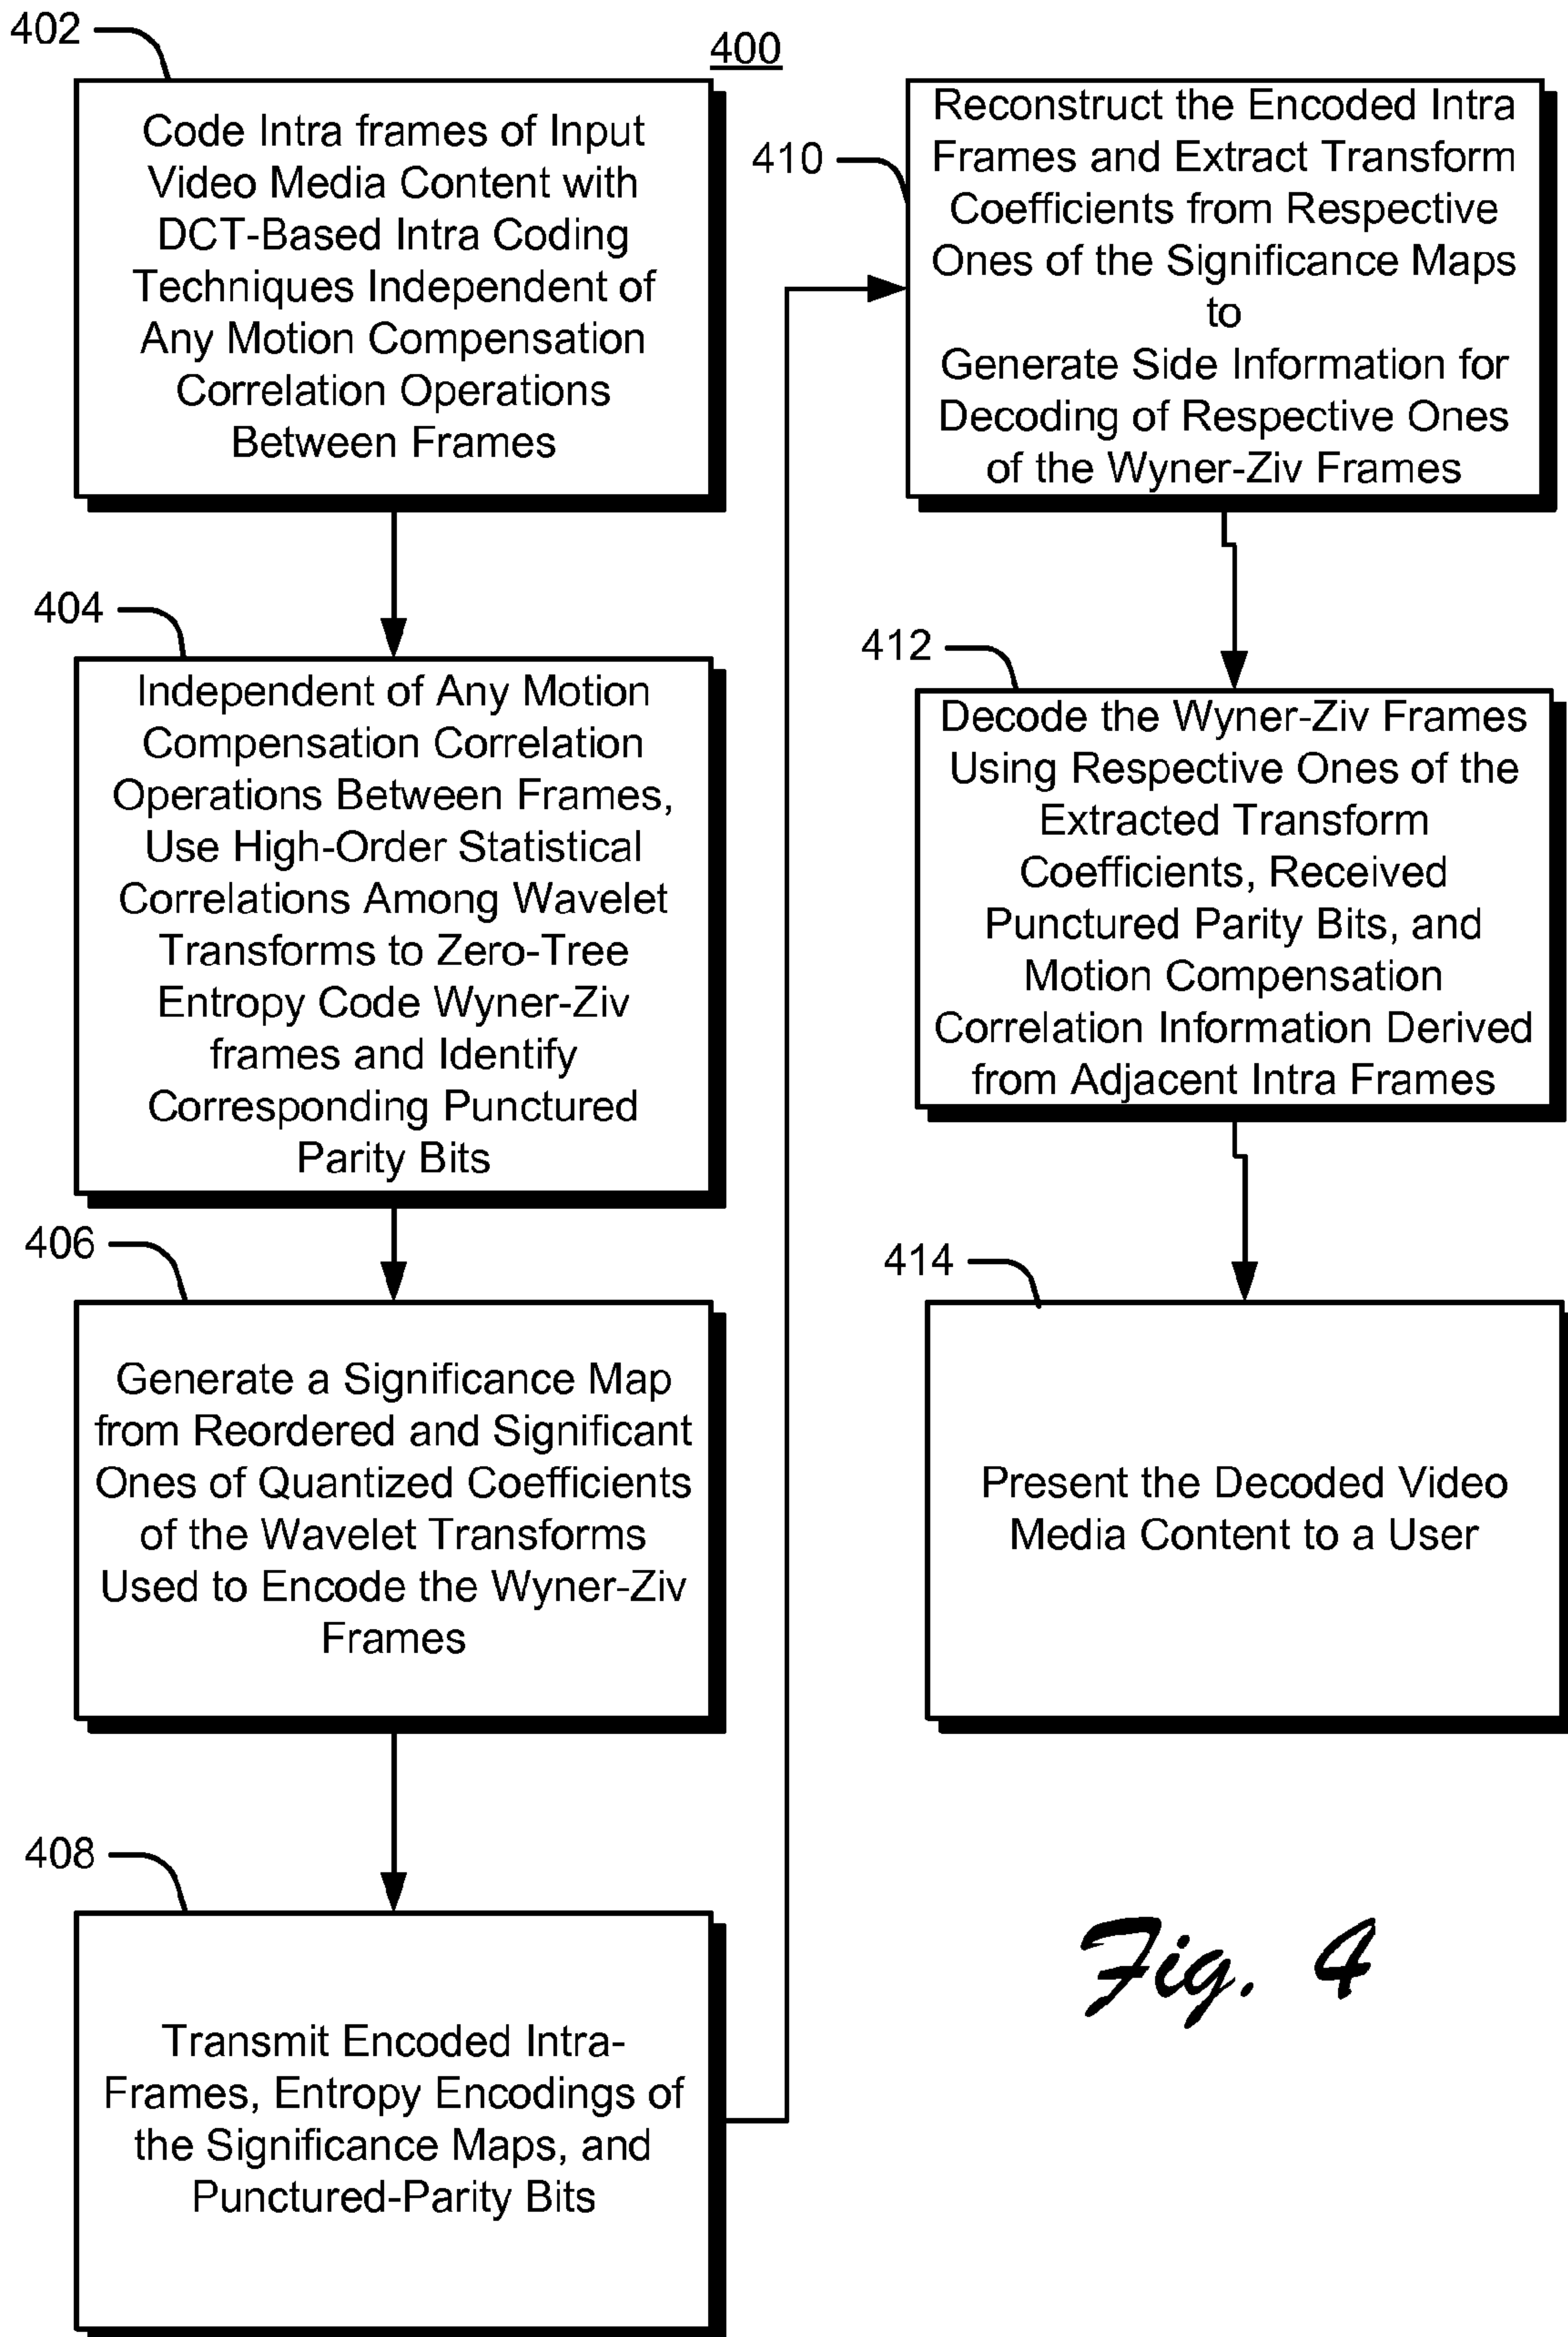 400
402
Code Intra frames of Input
Video Media Content with
DCT-Based Intra Coding
Techniques Independent of
Any Motion Compensation
Correlation Operations
Between Frames
404
Independent of Any Motion
Compensation Correlation
Operations Between Frames,
Use High-Order Statistical
Correlations Among Wavelet
Transforms to Zero-Tree
Entropy Code Wyner-Ziv
frames and Identify
Corresponding Punctured
Parity Bits
406
Generate a Significance Map
from Reordered and Significant
Ones of Quantized Coefficients
of the Wavelet Transforms
Used to Encode the Wyner-Ziv
Frames
408
Transmit Encoded Intra-
Frames, Entropy Encodings of
the Significance Maps, and
Punctured-Parity Bits
410
Reconstruct the Encoded Intra
Frames and Extract Transform
Coefficients from Respective
Ones of the Significance Maps
to
Generate Side Information for
Decoding of Respective Ones
of the Wyner-Ziv Frames
412
Decode the Wyner-Ziv Frames
Using Respective Ones of the
Extracted Transform
Coefficients, Received
Punctured Parity Bits, and
Motion Compensation
Correlation Information Derived
from Adjacent Intra Frames
414
Present the Decoded Video
Media Content to a User
Fig. 4